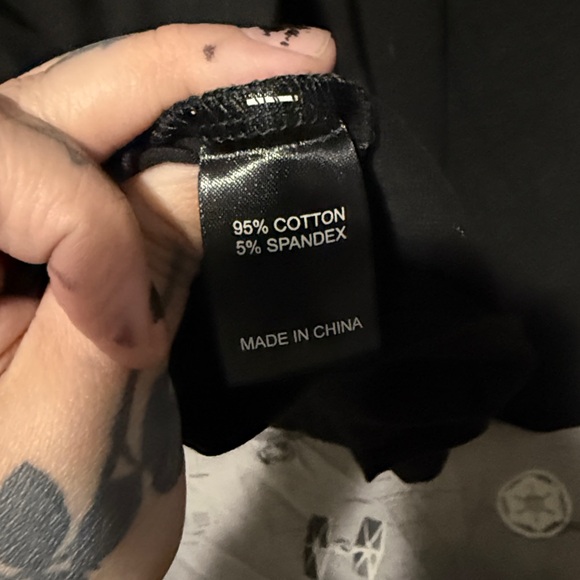 95% COTTON
5% SPANDEX
MADE IN CHINA